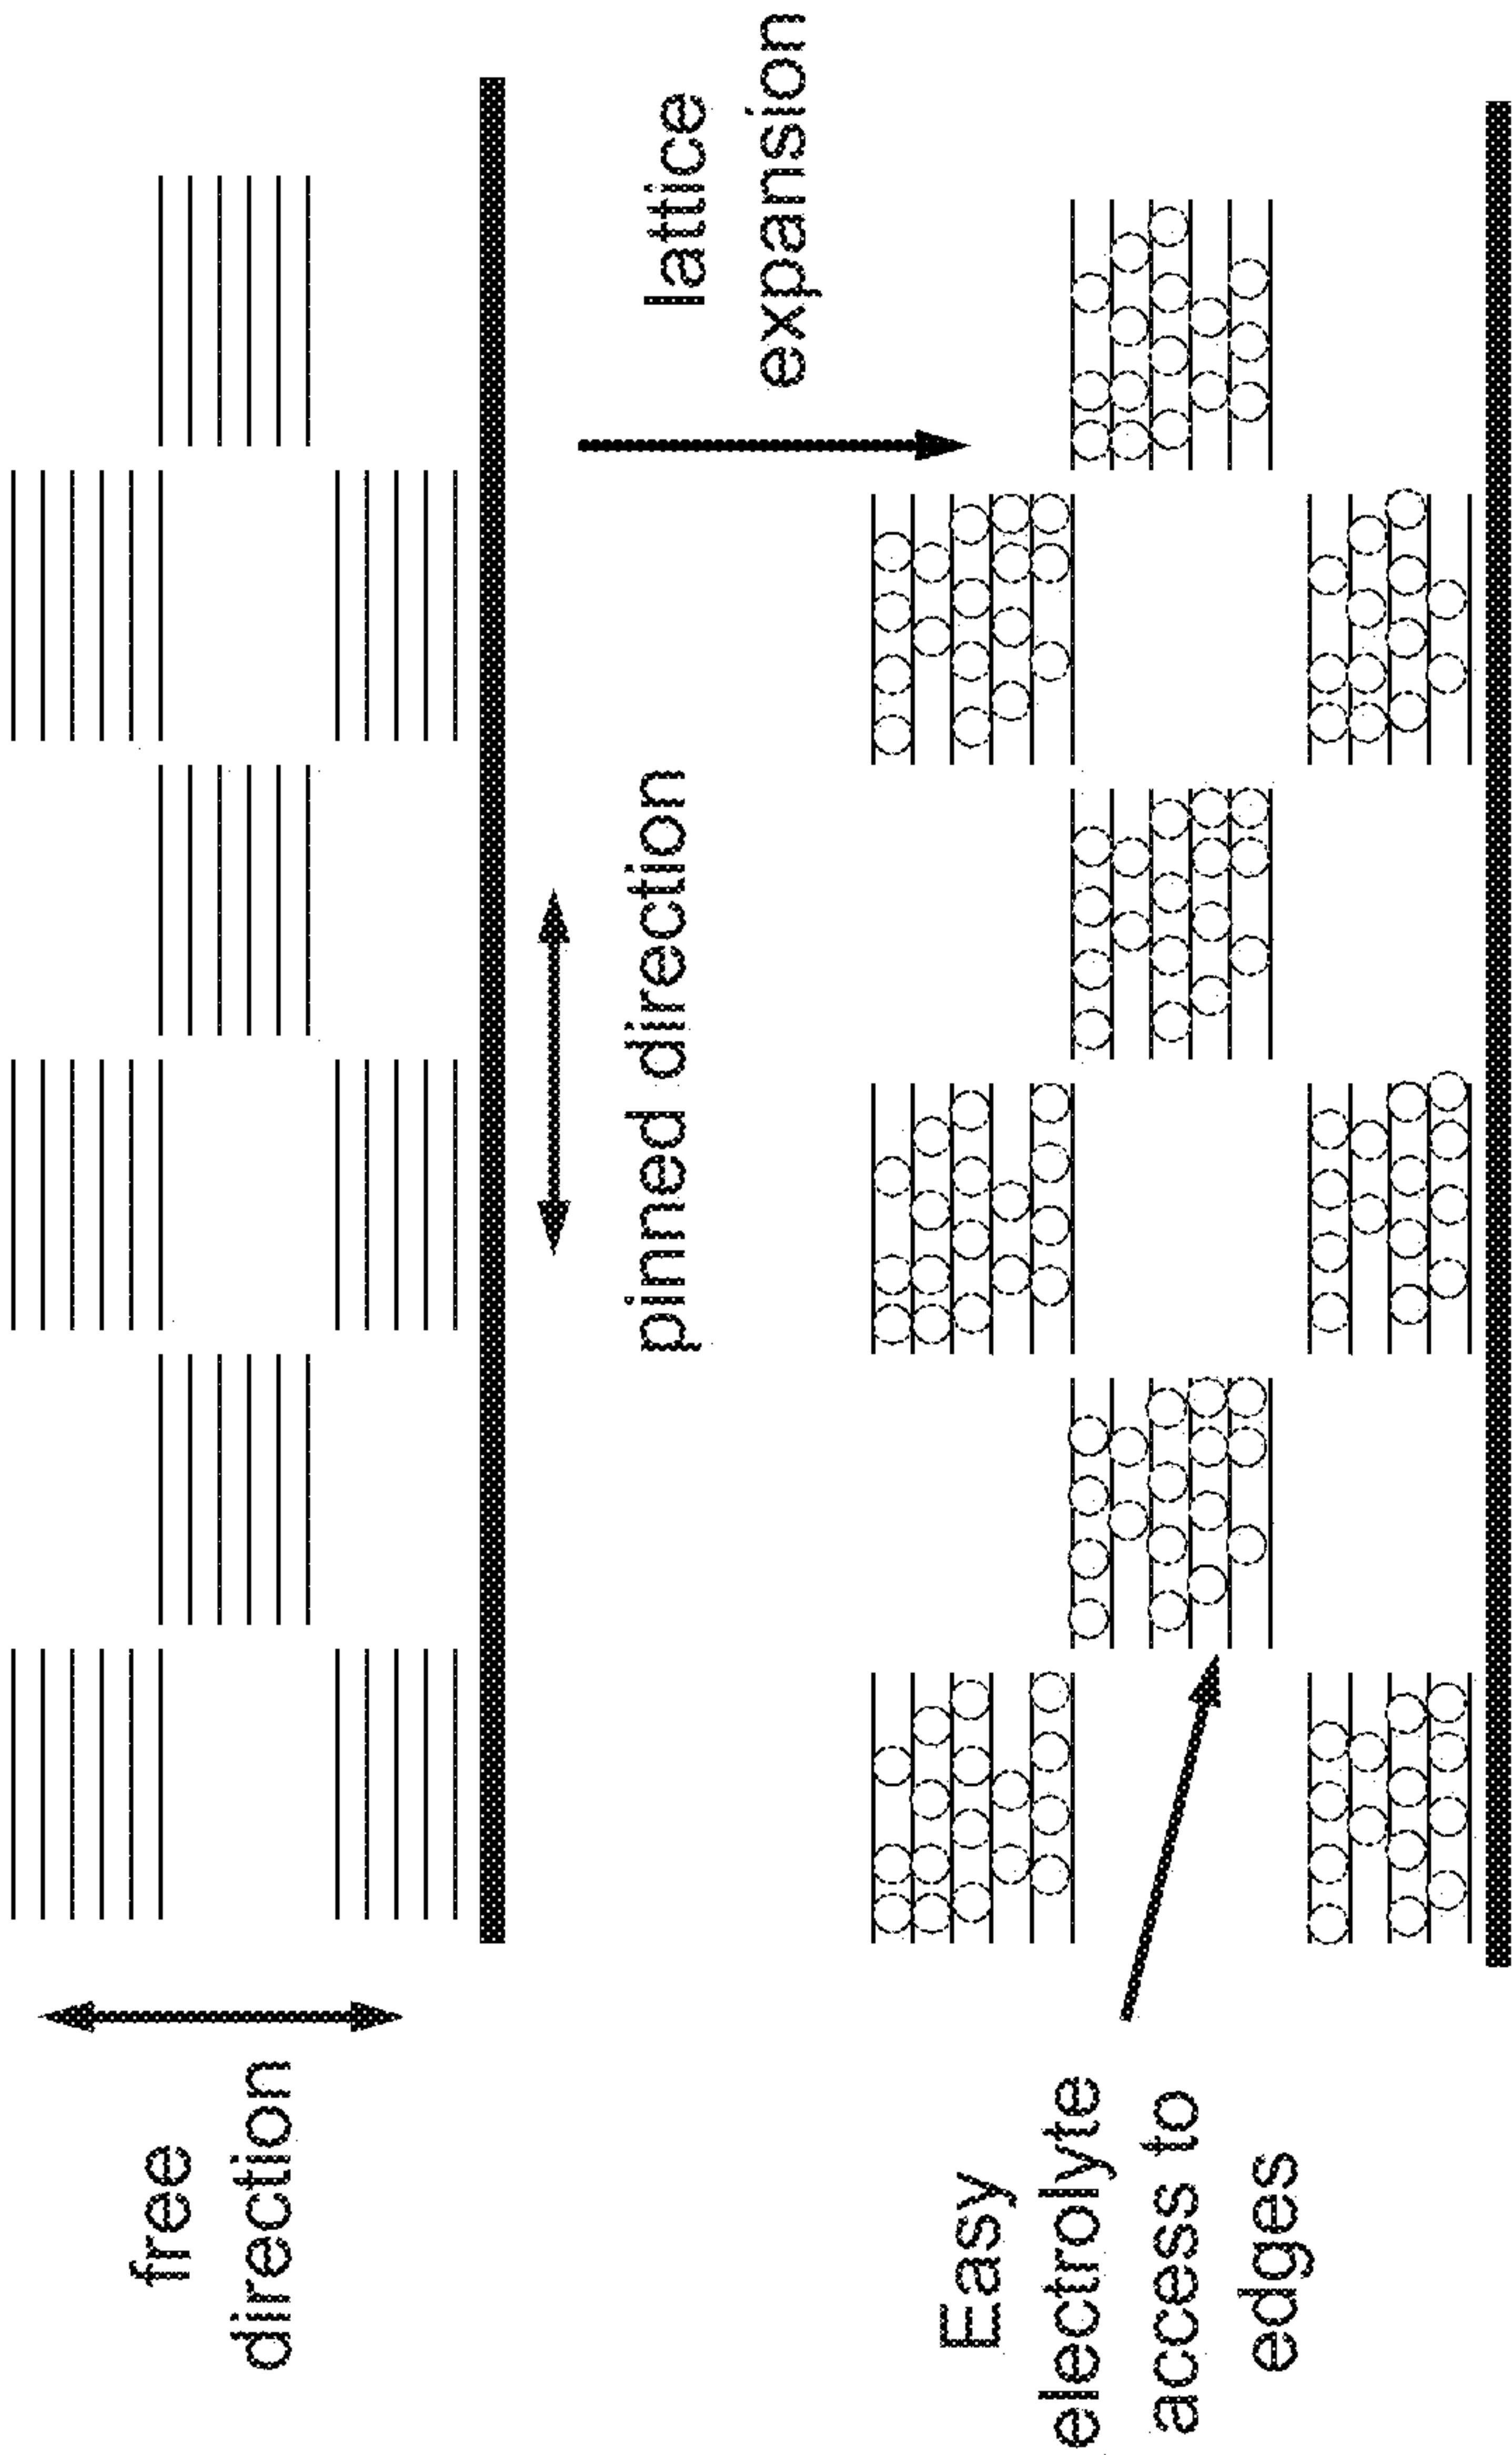 free
direction
pinned direction
lattice
expansion
Easy
electrolyte
access to
edges